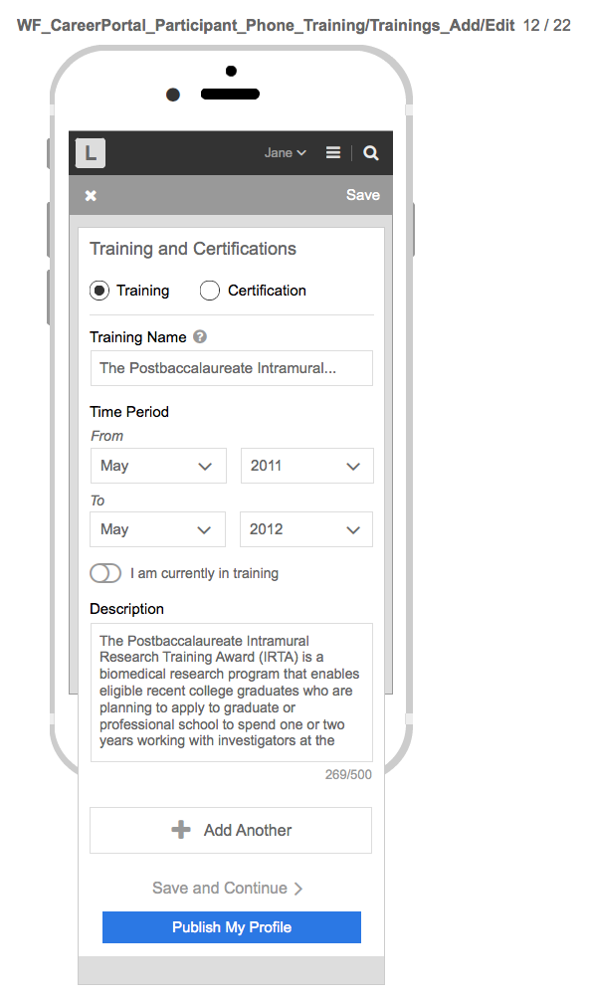 WF_CareerPortal_Participant_Phone_Training/Trainings_Add/Edit 12 / 22
L Jane
Save
Training and Certifications
Training Certification
Training Name ?
The Postbaccalaureate Intramural...
Time Period
From
May 2011
To
May 2012
I am currently in training
Description
The Postbaccalaureate Intramural
Research Training Award (IRTA) is a
biomedical research program that enables
eligible recent college graduates who are
planning to apply to graduate or
professional school to spend one or two
years working with investigators at the
269/500
Add Another
Save and Continue
Publish My Profile